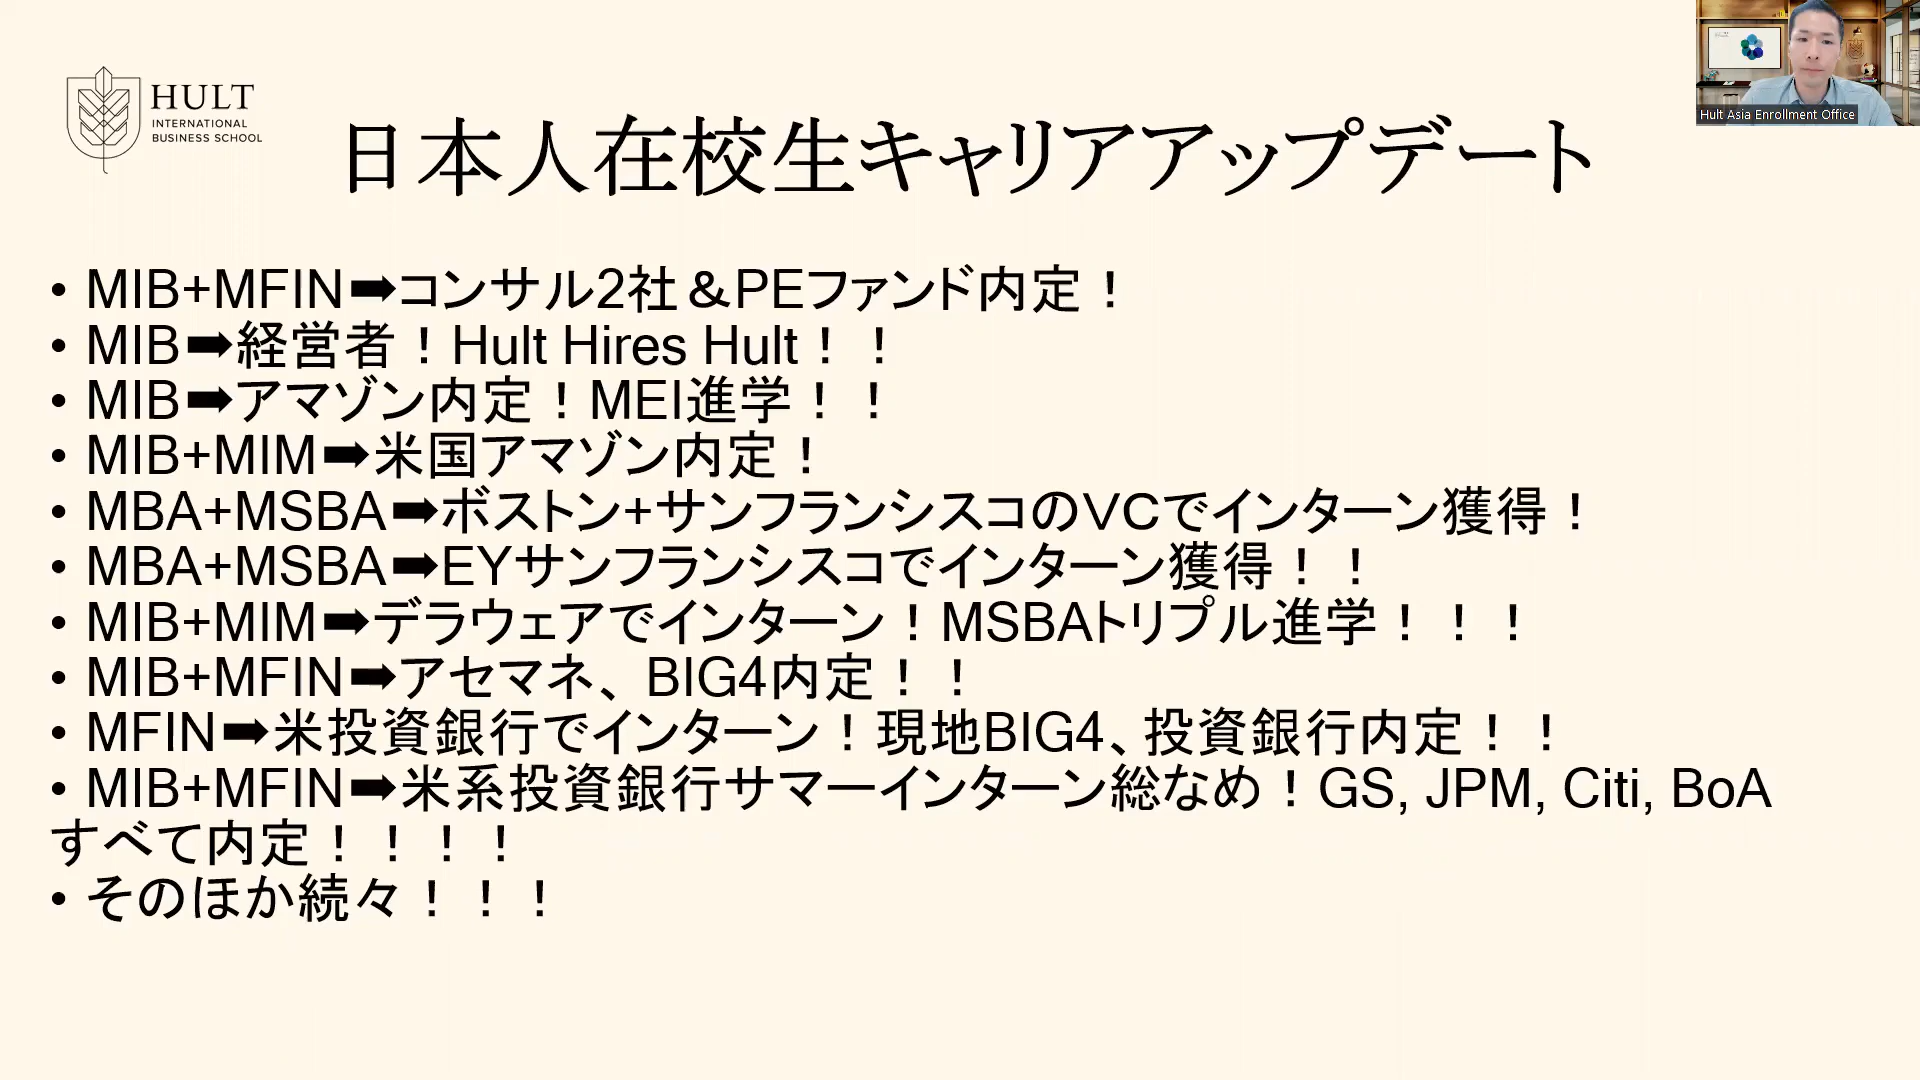 HULT
INTERNATIONAL
BUSINESS SCHOOL
日本人在校生キャリアアップデート
Hult Asia Enrollment Office
• MIB+MFIN➡コンサル2社＆PEファンド内定！
• MIB➡経営者！Hult Hires Hult！！
• MIB➡アマゾン内定！MEI進学！！
• MIB+MIM➡米国アマゾン内定！
• MBA+MSBA➡ボストン+サンフランシスコのVCでインターン獲得！
• MBA+MSBA➡EYサンフランシスコでインターン獲得！！
• MIB+MIM➡デラウェアでインターン！MSBAトリプル進学！！！
• MIB+MFIN➡アセマネ、BIG4内定！！
• MFIN➡米投資銀行でインターン！現地BIG4、投資銀行内定！！
• MIB+MFIN➡米系投資銀行サマーインターン総なめ！GS, JPM, Citi, BoA
すべて内定！！！！
• そのほか続々！！！